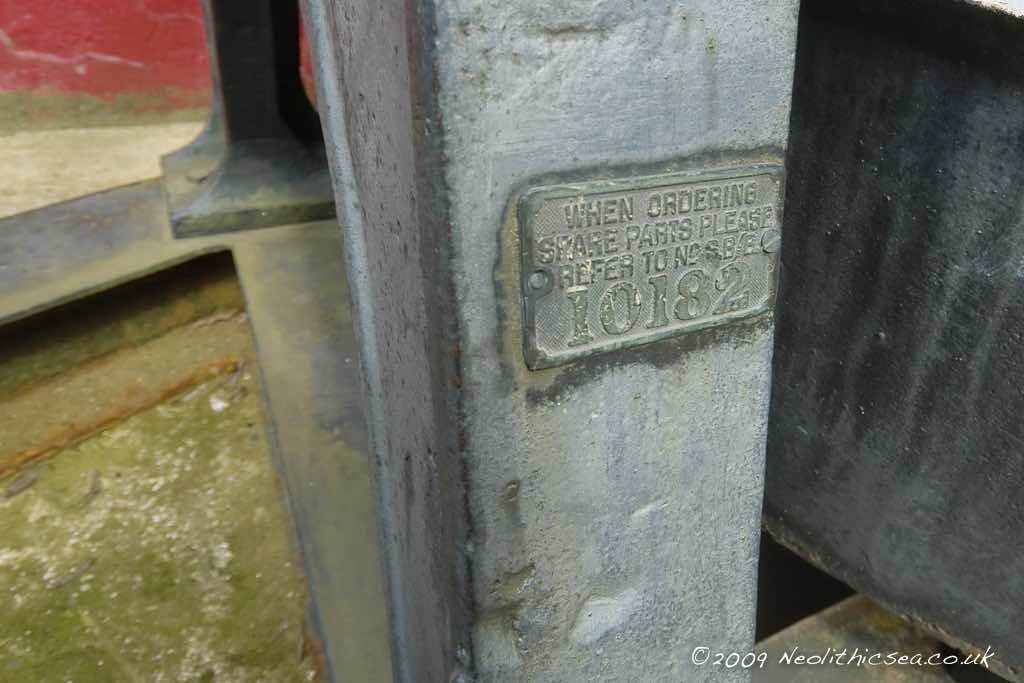 WHEN ORDERING
SPARE PARTS PLEASE
REFER TO No
10182
©2009 Neolithicsea.co.uk